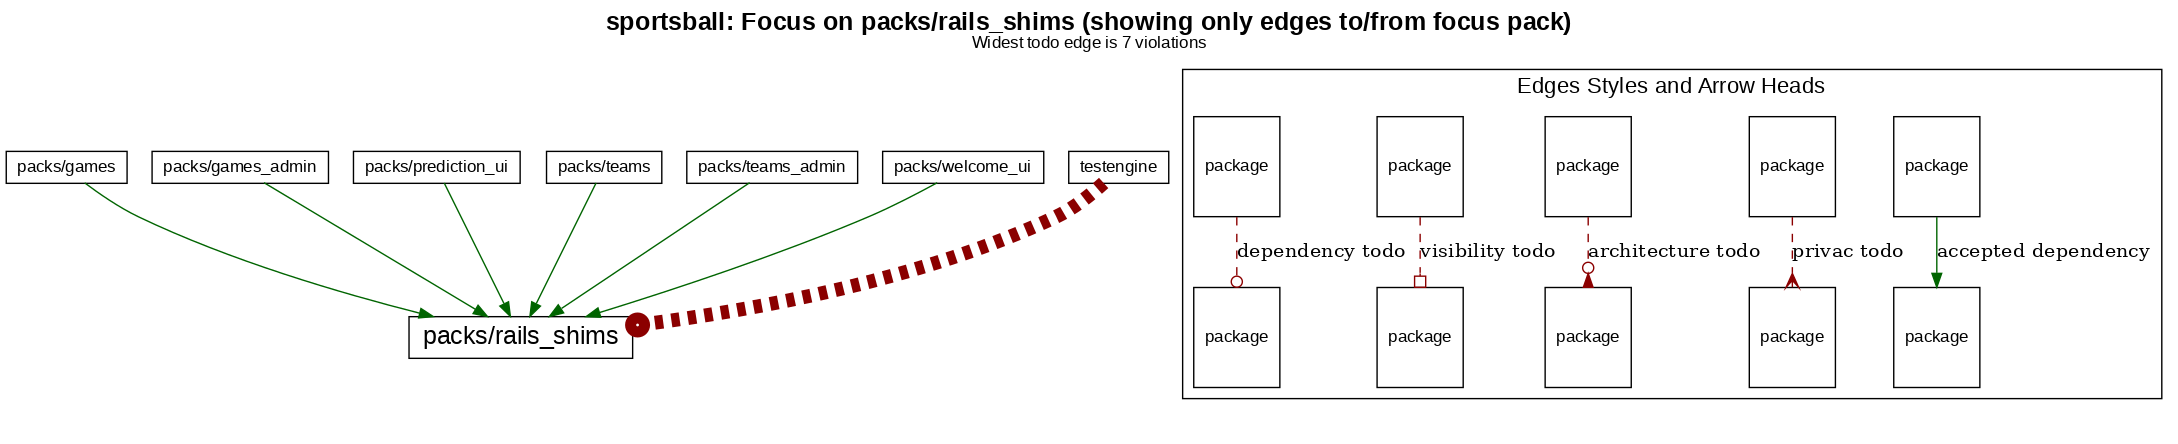 sportsball: Focus on packs/rails_shims (showing only edges to/from focus pack)
Widest todo edge is 7 violations
Edges Styles and Arrow Heads
packs/games
packs/games_admin
packs/prediction_ui
packs/teams
packs/teams_admin
packs/welcome_ui
testengine
packs/rails_shims
package
package
package
package
package
dependency todo
visibility todo
architecture todo
privac todo
accepted dependency
package
package
package
package
package